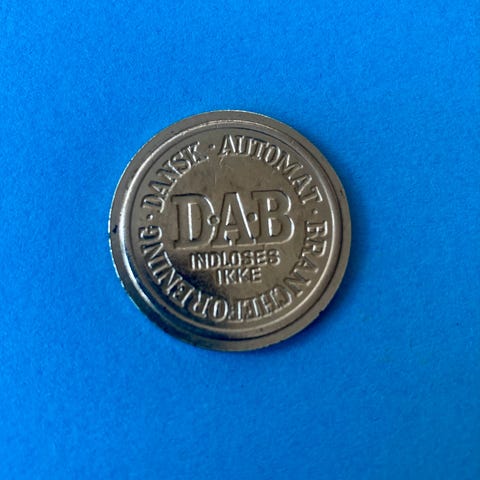 DANSK · AUTOMAT · BRANCHEFORENING ·
D·A·B
INDLØSES
IKKE